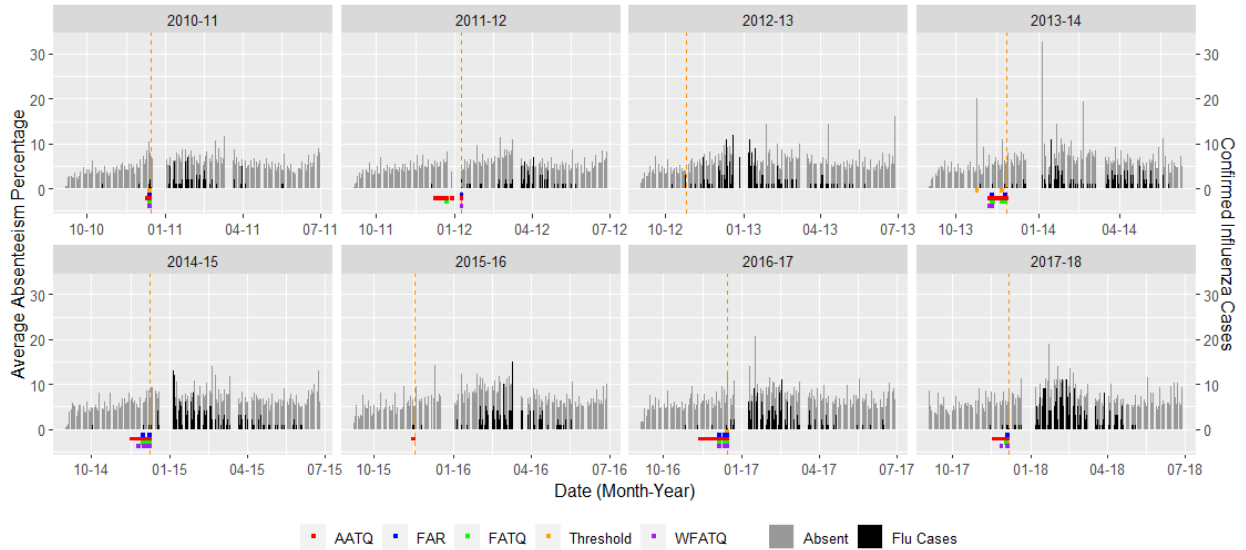 2010-11 2011-12 2012-13 2013-14
30 30
20 20
10 10
0 0
10-10 01-11 04-11 07-11 10-11 01-12 04-12 07-12 10-12 01-13 04-13 07-13 10-13 01-14 04-14
Average Absenteeism Percentage
Confirmed Influenza Cases
2014-15 2015-16 2016-17 2017-18
30 30
20 20
10 10
0 0
10-14 01-15 04-15 07-15 10-15 01-16 04-16 07-16 10-16 01-17 04-17 07-17 10-17 01-18 04-18 07-18
Date (Month-Year)
AATQ FAR FATQ Threshold WFATQ Absent Flu Cases